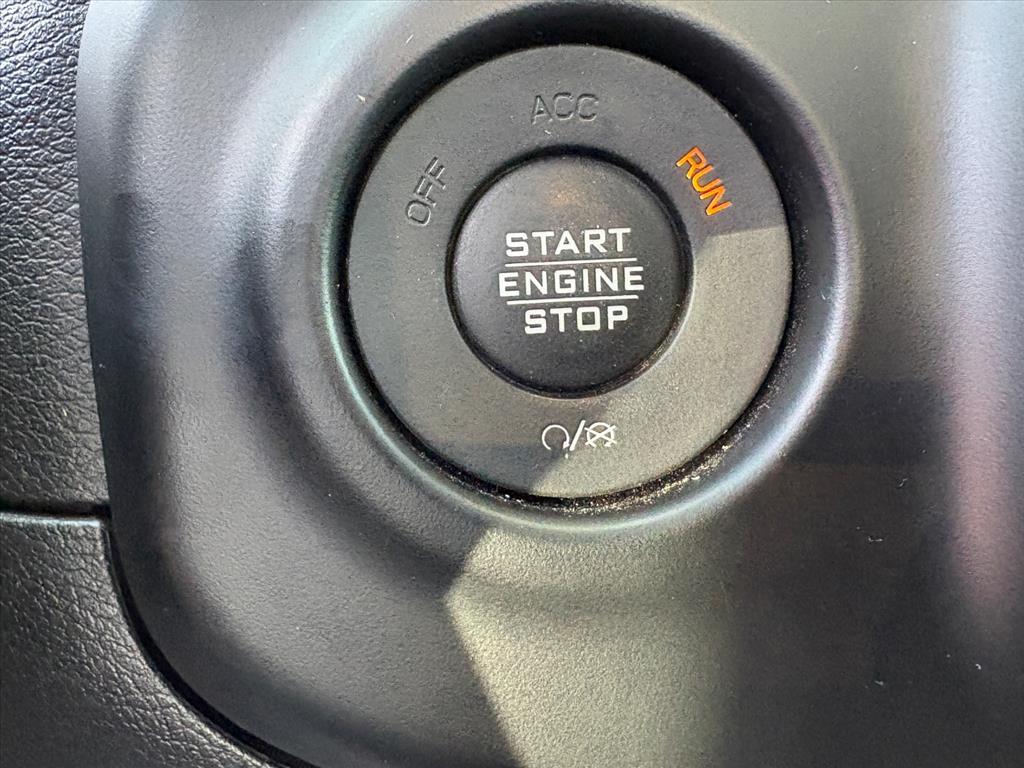 ACC
OFF
RUN
START
ENGINE
STOP